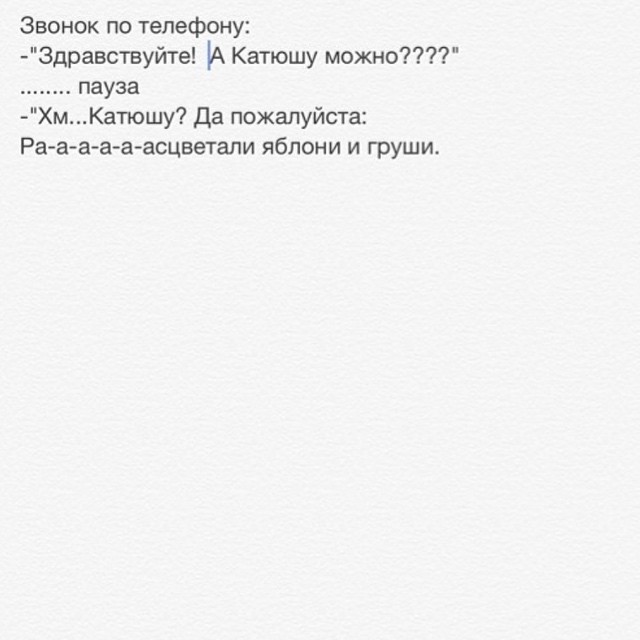 Звонок по телефону:
-"Здравствуйте!  А Катюшу можно????"
........ пауза
-"Хм...Катюшу? Да пожалуйста:
Ра-а-а-а-а-асцветали яблони и груши.